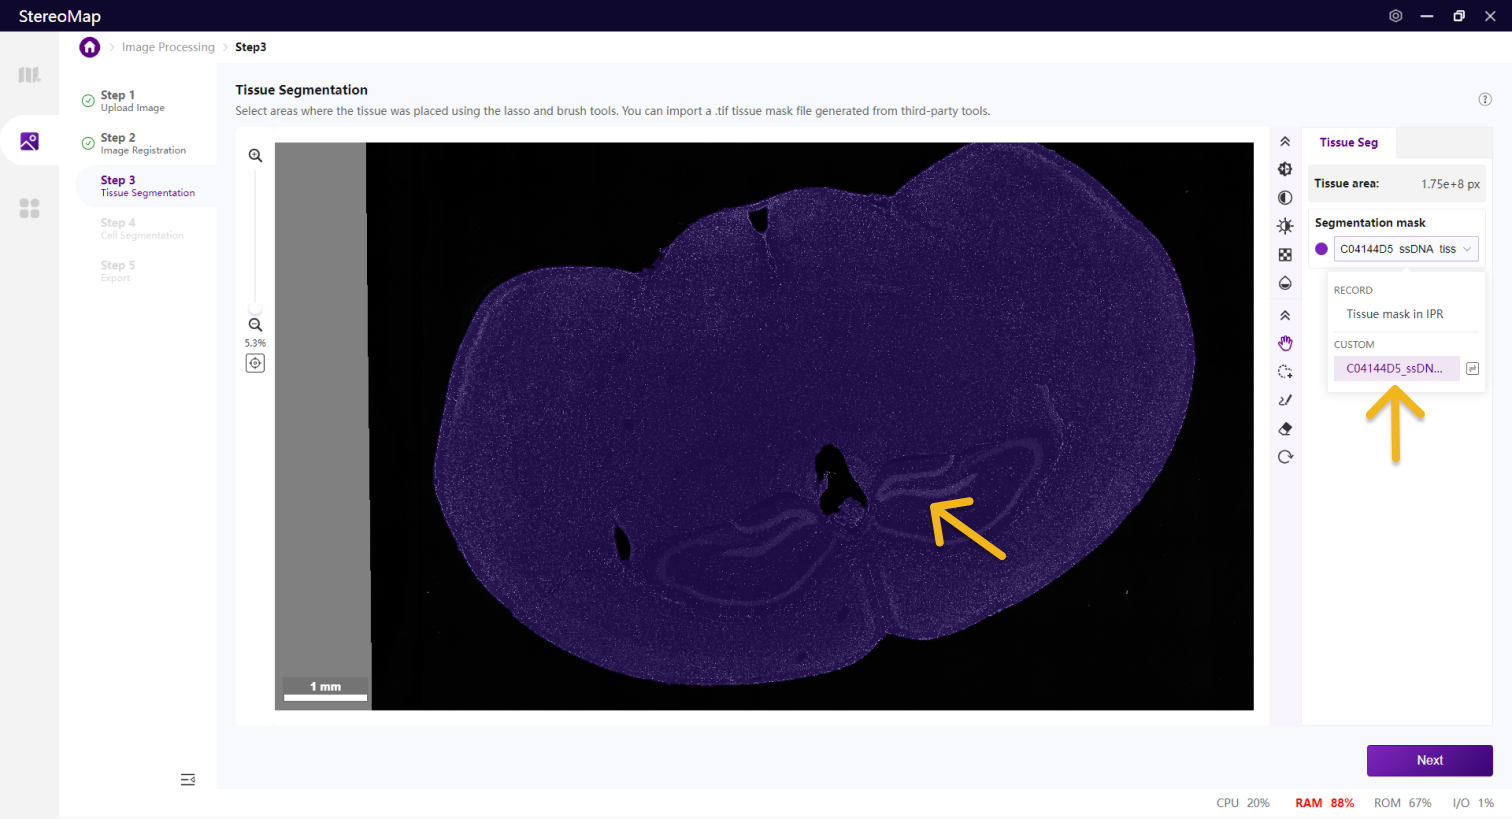 StereoMap
Image Processing
Step3
Step 1
Upload Image
Step 2
Image Registration
Step 3
Tissue Segmentation
Step 4
Cell Segmentation
Step 5
Export
Tissue Segmentation
Select areas where the tissue was placed using the lasso and brush tools. You can import a .tif tissue mask file generated from third-party tools.
5.3%
1 mm
Tissue Seg
Tissue area: 1.75e+8 px
Segmentation mask
C04144D5_ssDNA_tiss
RECORD
Tissue mask in IPR
CUSTOM
C04144D5_ssDN...
Next
CPU 20% RAM 88% ROM 67% I/O 1%